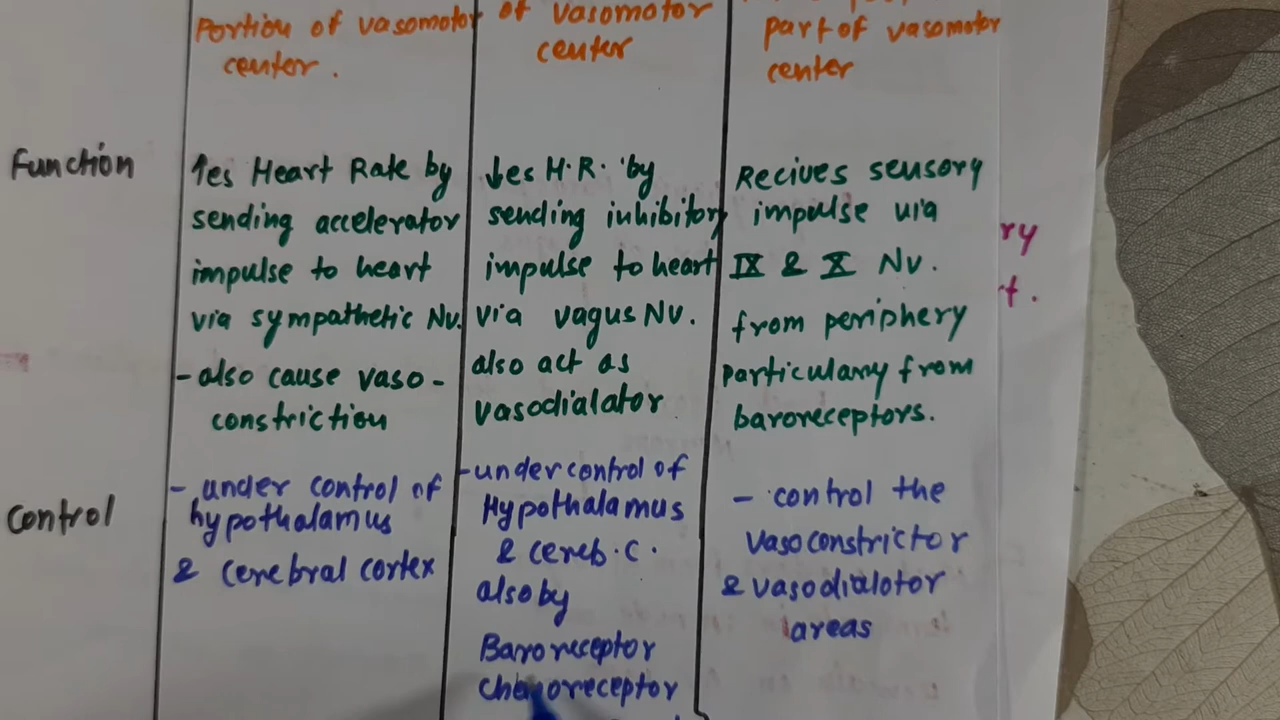 Portion of vasomotor
center.
of vasomotor
center
part of vasomotor
center
Function
↑es Heart Rate by
sending accelerator
impulse to heart
via sympathetic Nv.
- also cause vaso -
constriction
↓es H.R. by
sending inhibitory
impulse to heart
via vagus Nv.
also act as
vasodialator
Recives sensory
impulse via
IX & X Nv.
from periphery
particularry from
baroreceptors.
ry
t.
Control
- under control of
hypothalamus
& cerebral cortex
- under control of
Hypothalamus
& cereb.C.
also by
Baroreceptor
chemoreceptor
- control the
vasoconstrictor
& vasodialotor
areas